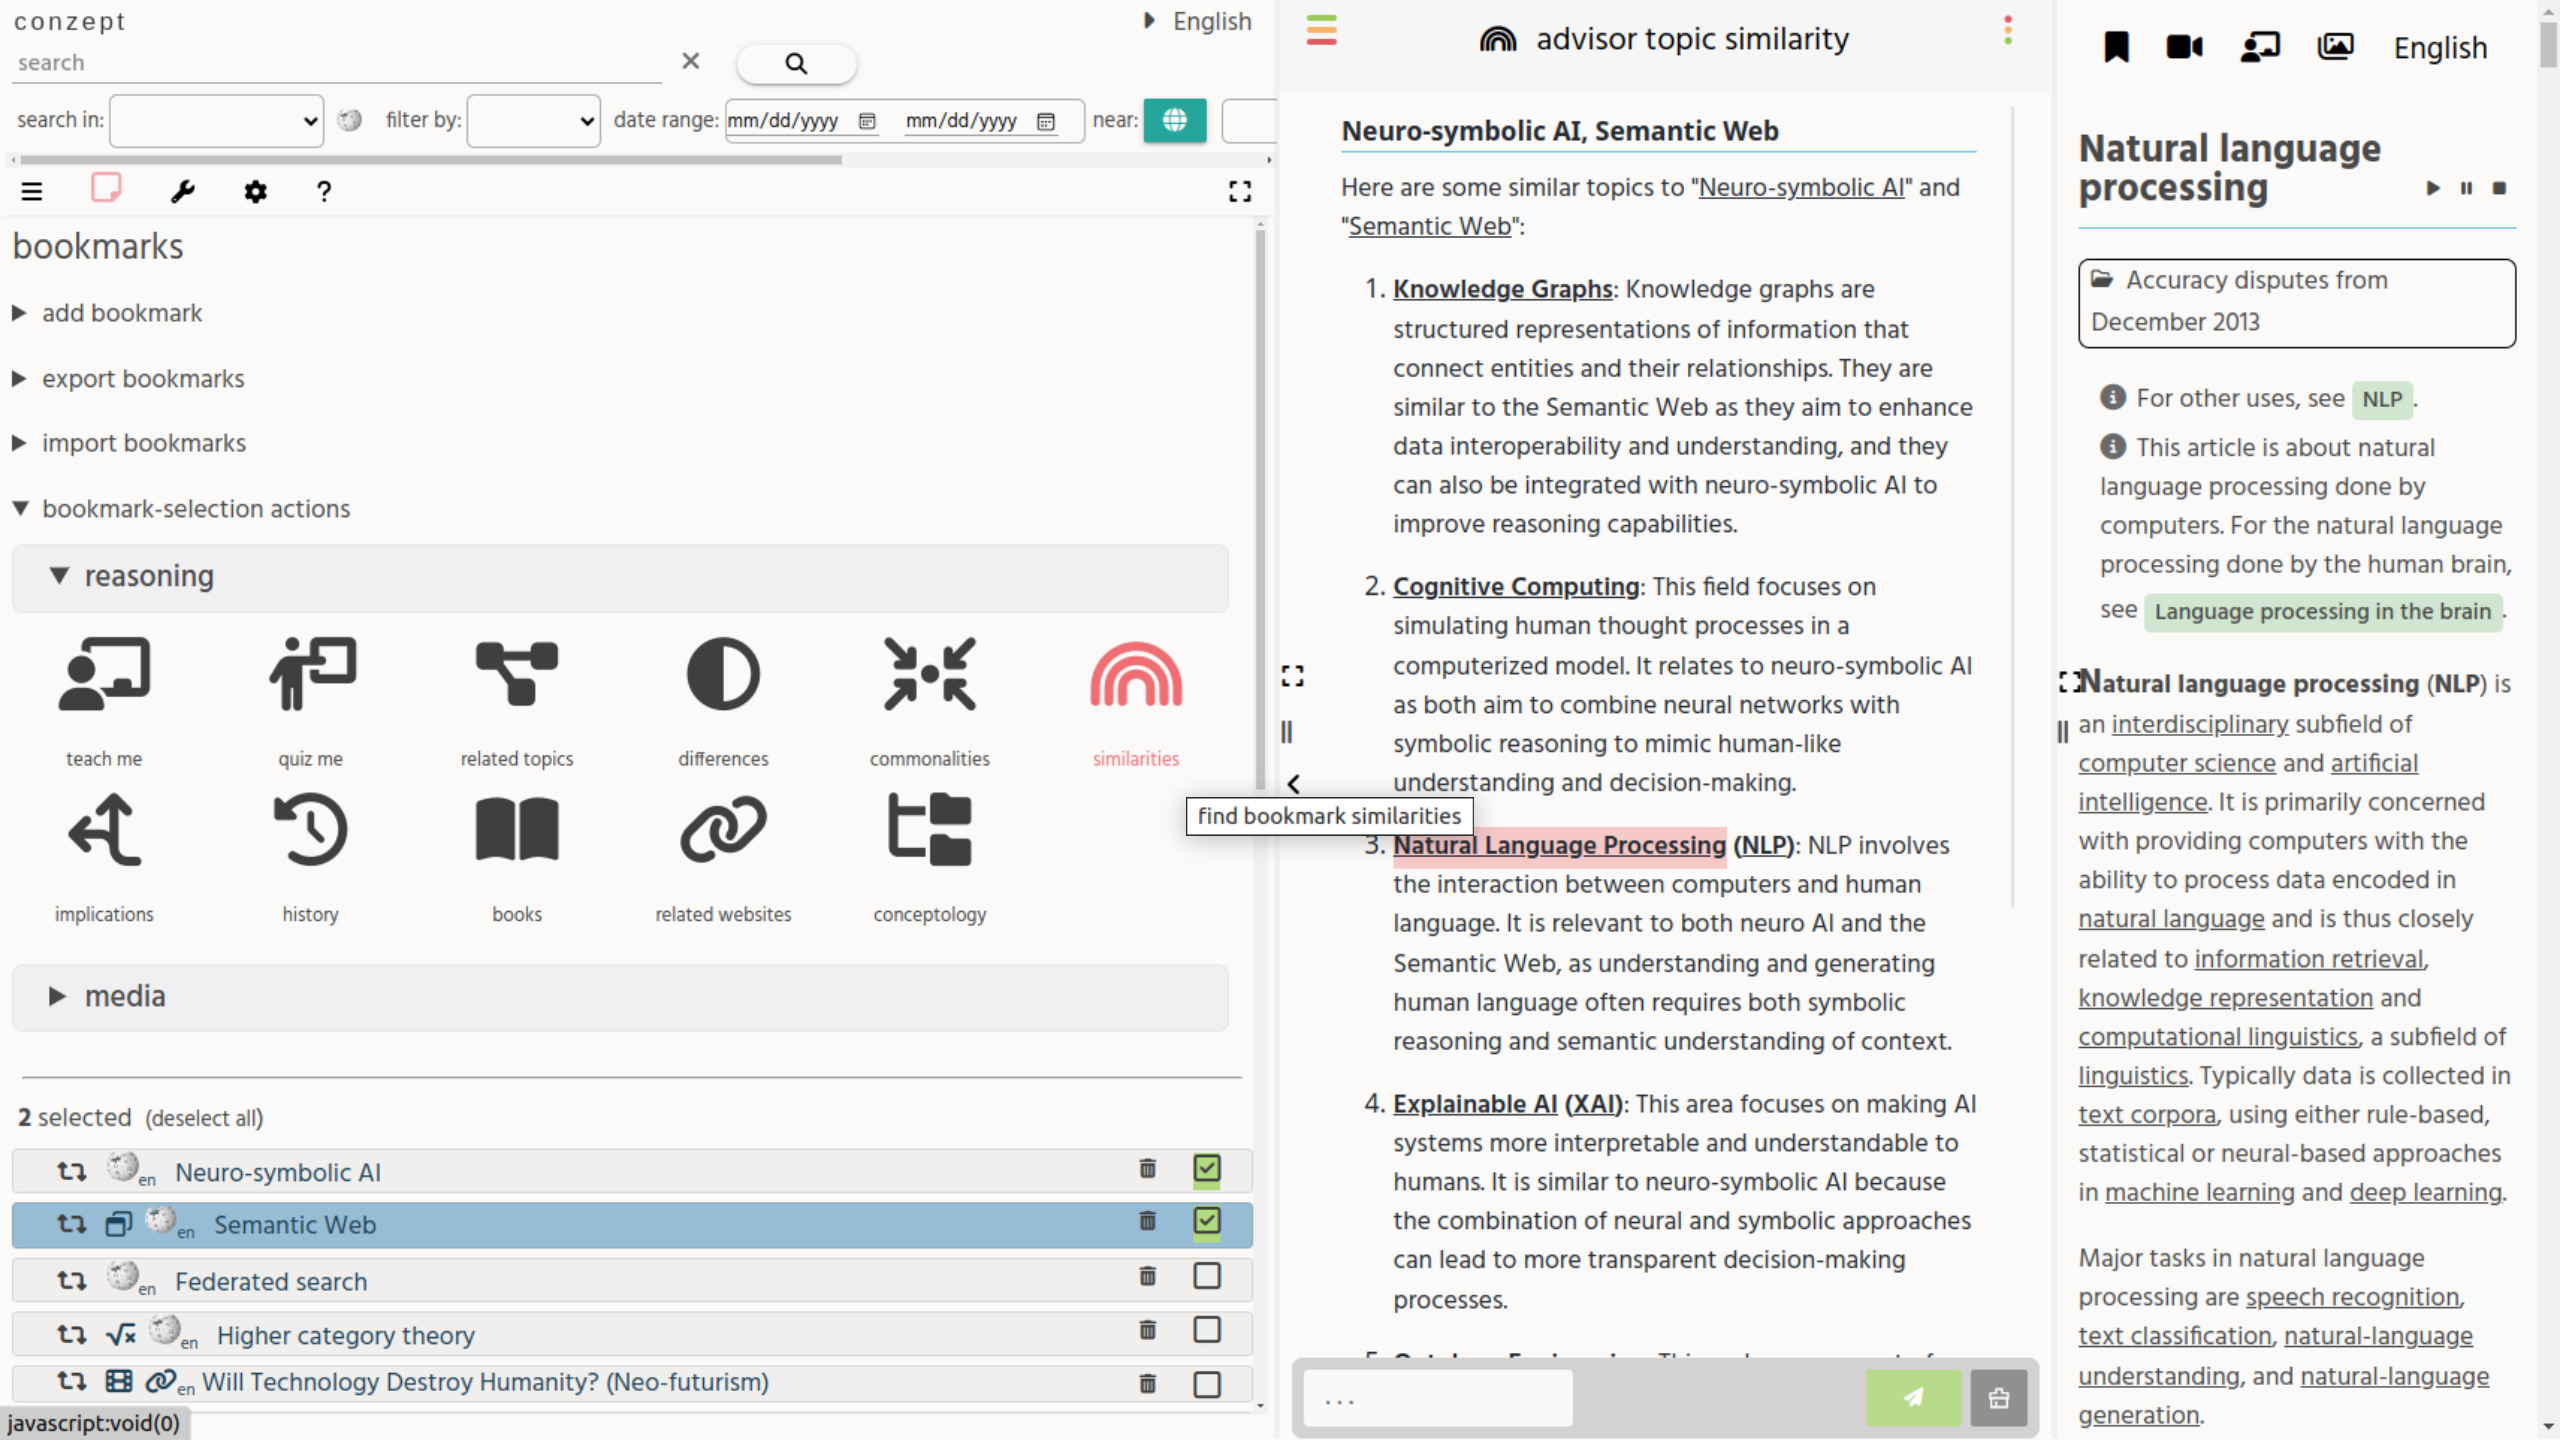 conzept
English
search
search in:
filter by:
date range:
mm/dd/yyyy
mm/dd/yyyy
near:
?
bookmarks
add bookmark
export bookmarks
import bookmarks
bookmark-selection actions
reasoning
teach me
quiz me
related topics
differences
commonalities
similarities
find bookmark similarities
implications
history
books
related websites
conceptology
media
2 selected (deselect all)
en Neuro-symbolic AI
en Semantic Web
en Federated search
en Higher category theory
en Will Technology Destroy Humanity? (Neo-futurism)
javascript:void(0)
advisor topic similarity
Neuro-symbolic AI, Semantic Web
Here are some similar topics to "Neuro-symbolic AI" and
"Semantic Web":
1. Knowledge Graphs: Knowledge graphs are
structured representations of information that
connect entities and their relationships. They are
similar to the Semantic Web as they aim to enhance
data interoperability and understanding, and they
can also be integrated with neuro-symbolic AI to
improve reasoning capabilities.
2. Cognitive Computing: This field focuses on
simulating human thought processes in a
computerized model. It relates to neuro-symbolic AI
as both aim to combine neural networks with
symbolic reasoning to mimic human-like
understanding and decision-making.
3. Natural Language Processing (NLP): NLP involves
the interaction between computers and human
language. It is relevant to both neuro AI and the
Semantic Web, as understanding and generating
human language often requires both symbolic
reasoning and semantic understanding of context.
4. Explainable AI (XAI): This area focuses on making AI
systems more interpretable and understandable to
humans. It is similar to neuro-symbolic AI because
the combination of neural and symbolic approaches
can lead to more transparent decision-making
processes.
...
English
Natural language
processing
Accuracy disputes from
December 2013
For other uses, see NLP.
This article is about natural
language processing done by
computers. For the natural language
processing done by the human brain,
see Language processing in the brain.
Natural language processing (NLP) is
an interdisciplinary subfield of
computer science and artificial
intelligence. It is primarily concerned
with providing computers with the
ability to process data encoded in
natural language and is thus closely
related to information retrieval,
knowledge representation and
computational linguistics, a subfield of
linguistics. Typically data is collected in
text corpora, using either rule-based,
statistical or neural-based approaches
in machine learning and deep learning.
Major tasks in natural language
processing are speech recognition,
text classification, natural-language
understanding, and natural-language
generation.